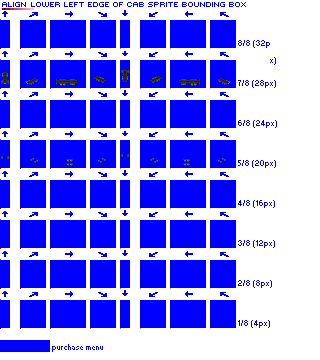 ALIGN LOWER LEFT EDGE OF CAB SPRITE BOUNDING BOX
8/8 (32p
x)
7/8 (28px)
6/8 (24px)
5/8 (20px)
4/8 (16px)
3/8 (12px)
2/8 (8px)
1/8 (4px)
purchase menu